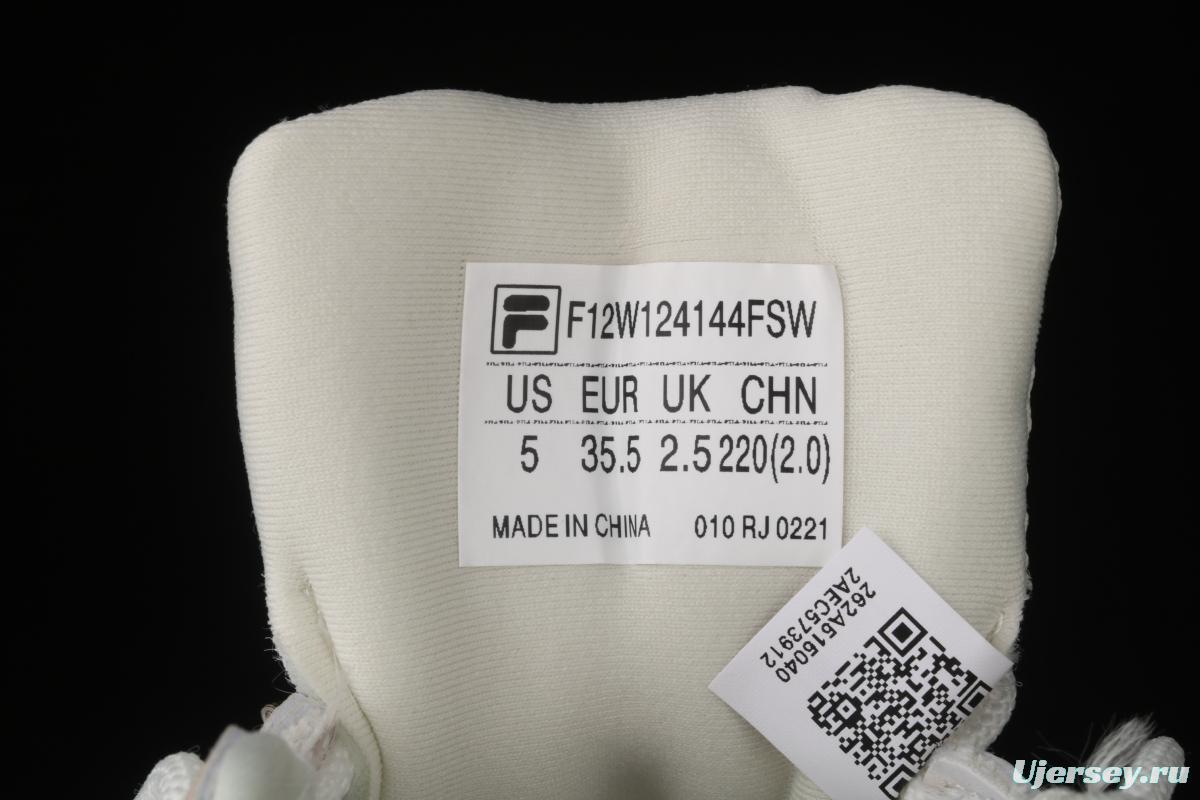 F12W124144FSW
US EUR UK CHN
5 35.5 2.5 220(2.0)
MADE IN CHINA 010 RJ 0221
262A515040
2AEC573912
Ujersey.ru